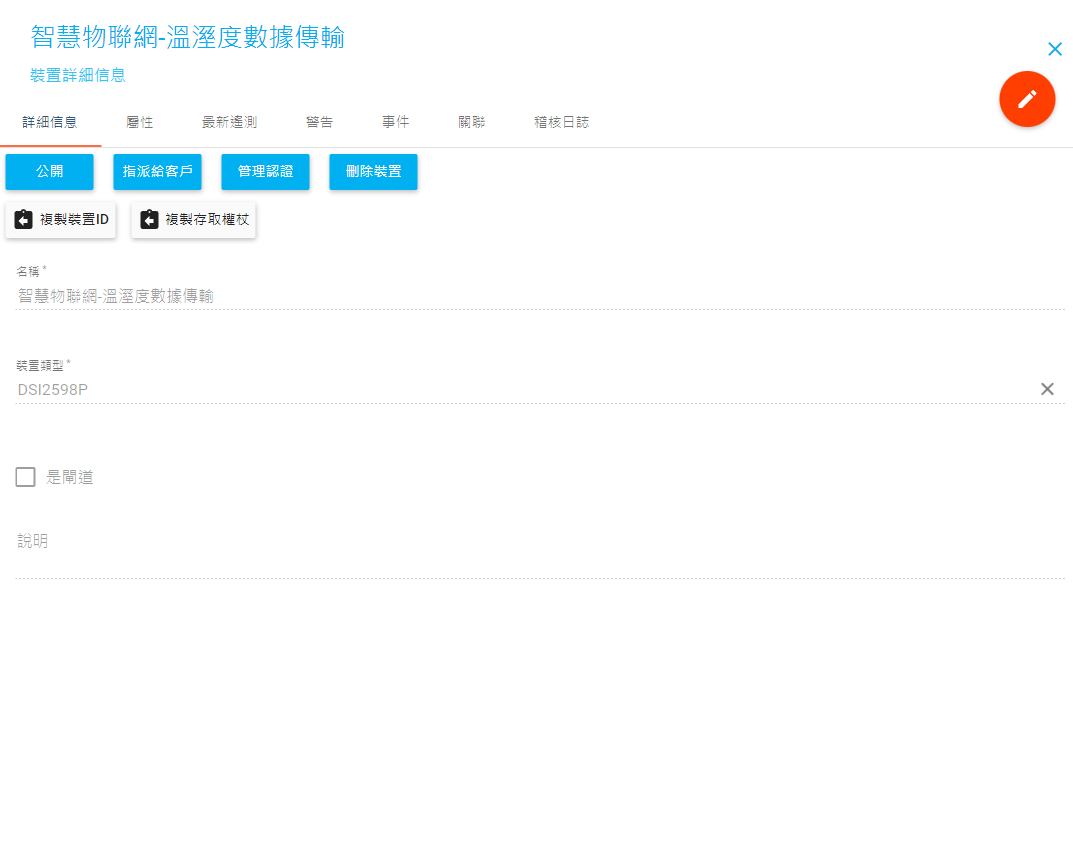 智慧物聯網-溫溼度數據傳輸
裝置詳細信息
詳細信息 屬性 最新遙測 警告 事件 關聯 稽核日誌
公開 指派給客戶 管理認證 刪除裝置
複製裝置ID 複製存取權杖
名稱 *
智慧物聯網-溫溼度數據傳輸
裝置類型 *
DSI2598P
是閘道
說明